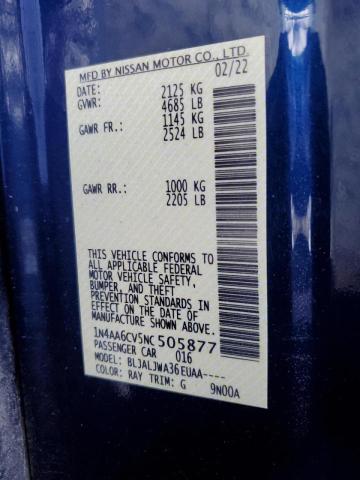 MFD BY NISSAN MOTOR CO., LTD.
DATE: 02/22
GVWR: 2125 KG
4685 LB
GAWR FR: 1145 KG
2524 LB
GAWR RR: 1000 KG
2205 LB
THIS VEHICLE CONFORMS TO
ALL APPLICABLE FEDERAL
MOTOR VEHICLE SAFETY,
BUMPER, AND THEFT
PREVENTION STANDARDS IN
EFFECT ON THE DATE OF
MANUFACTURE SHOWN ABOVE.
1N4AA6CV5NC505877
PASSENGER CAR 016
MODEL: BLJALJWA36EUAA----
COLOR: RAY TRIM: G 9N00A